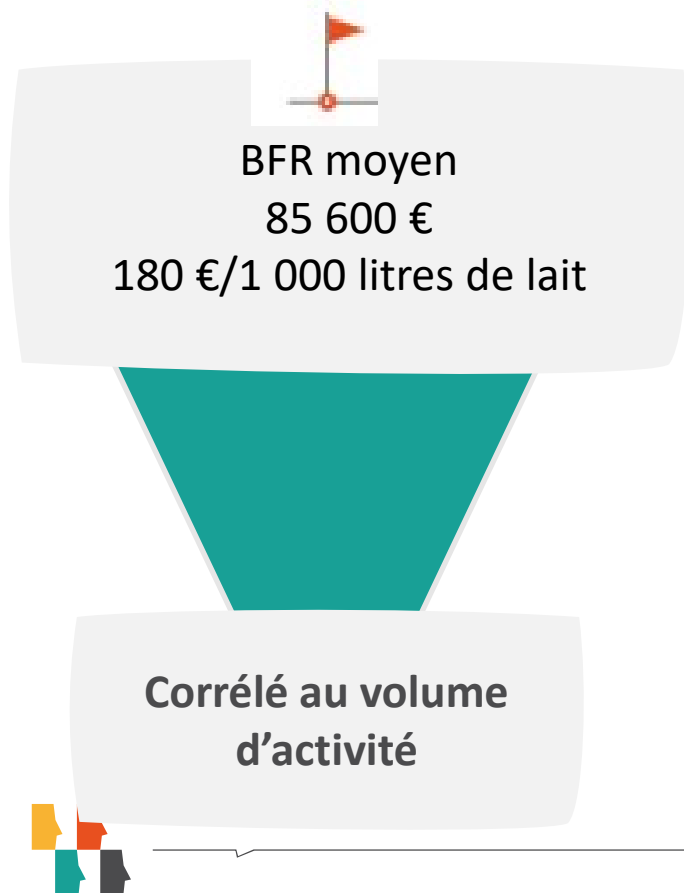 BFR moyen
85 600 €
180 €/1 000 litres de lait
Corrélé au volume
d’activité